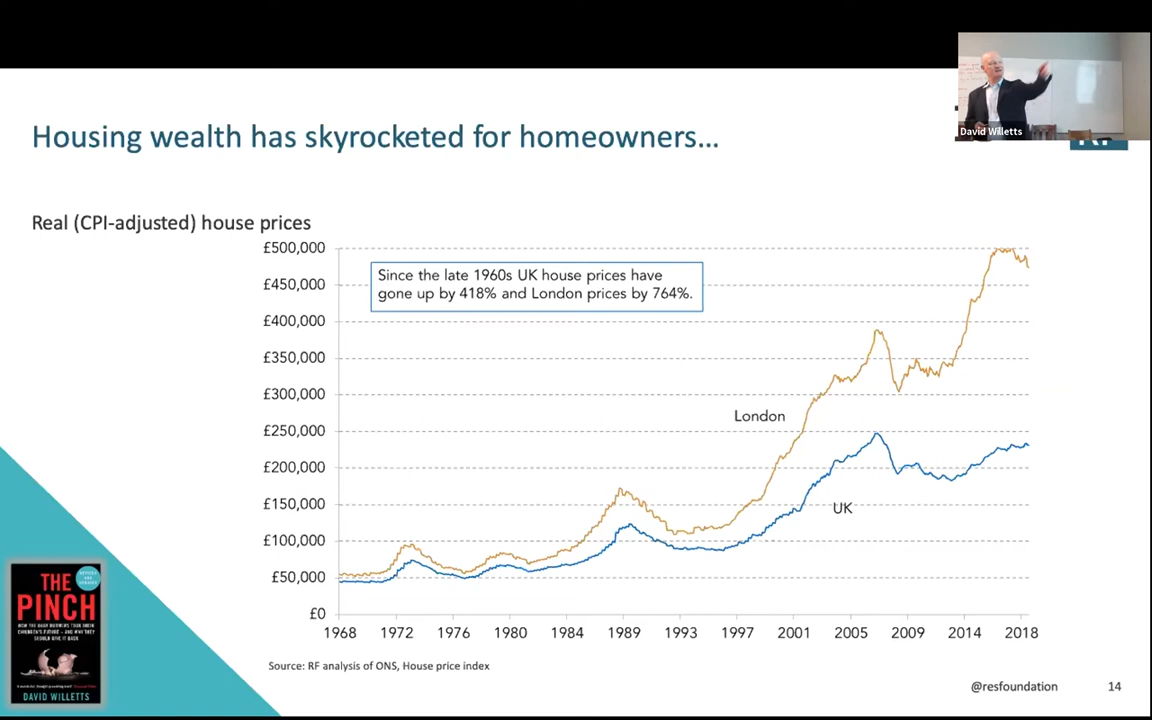 David Willetts
Housing wealth has skyrocketed for homeowners...
Real (CPI-adjusted) house prices
£500,000
£450,000
£400,000
£350,000
£300,000
£250,000
£200,000
£150,000
£100,000
£50,000
£0
Since the late 1960s UK house prices have
gone up by 418% and London prices by 764%.
London
UK
1968 1972 1976 1980 1984 1989 1993 1997 2001 2005 2009 2014 2018
Source: RF analysis of ONS, House price index
THE
PINCH
HOW THE BABY BOOMERS TOOK THEIR
CHILDREN'S FUTURE – AND WHY THEY
SHOULD GIVE IT BACK
DAVID WILLETTS
@resfoundation
14